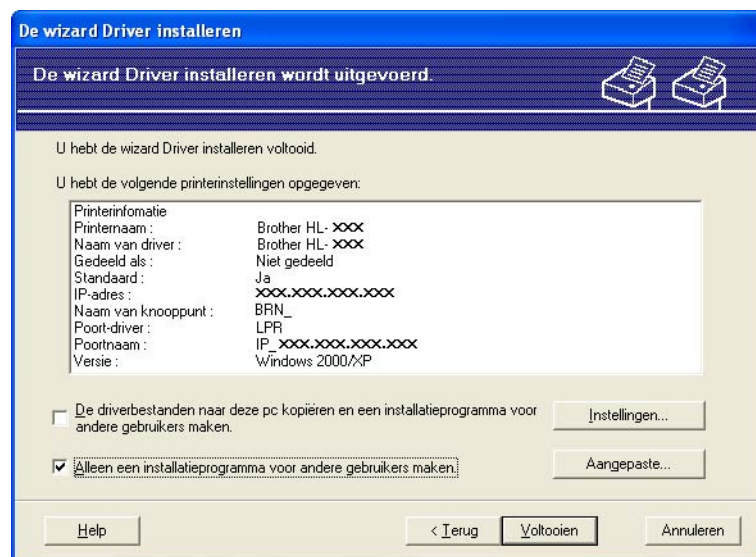 De wizard Driver installeren
De wizard Driver installeren wordt uitgevoerd.
U hebt de wizard Driver installeren voltooid.
U hebt de volgende printerinstellingen opgegeven:
Printerinfomatie
Printernaam : Brother HL- XXX
Naam van driver : Brother HL- XXX
Gedeeld als : Niet gedeeld
Standaard : Ja
IP-adres : XXX.XXX.XXX.XXX
Naam van knooppunt : BRN_
Poort-driver : LPR
Poortnaam : IP_ XXX.XXX.XXX.XXX
Versie : Windows 2000/XP
De driverbestanden naar deze pc kopiëren en een installatieprogramma voor
andere gebruikers maken.
Instellingen...
Alleen een installatieprogramma voor andere gebruikers maken.
Aangepaste...
Help
< Terug
Voltooien
Annuleren